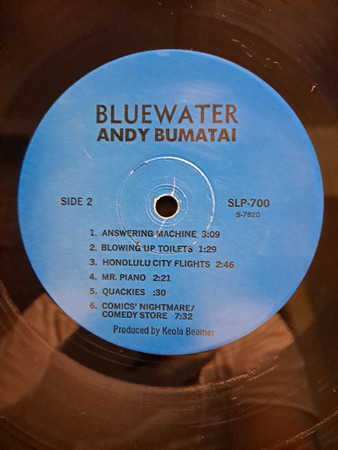 BLUEWATER
ANDY BUMATAI
SIDE 2
SLP-700
S-7820
1. ANSWERING MACHINE 3:09
2. BLOWING UP TOILETS 1:29
3. HONOLULU CITY FLIGHTS 2:46
4. MR. PIANO 2:21
5. QUACKIES :30
6. COMICS' NIGHTMARE/
COMEDY STORE 7:32
Produced by Keola Beamer